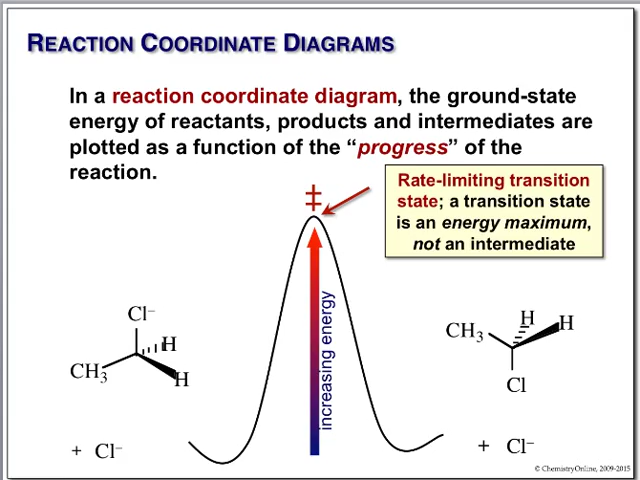 REACTION COORDINATE DIAGRAMS
In a reaction coordinate diagram, the ground-state
energy of reactants, products and intermediates are
plotted as a function of the “progress” of the
reaction.
‡
Rate-limiting transition
state; a transition state
is an energy maximum,
not an intermediate
increasing energy
Cl⁻
H
CH₃
H
+ Cl⁻
H
CH₃
H
Cl
+ Cl⁻
© ChemistryOnline, 2009-2015